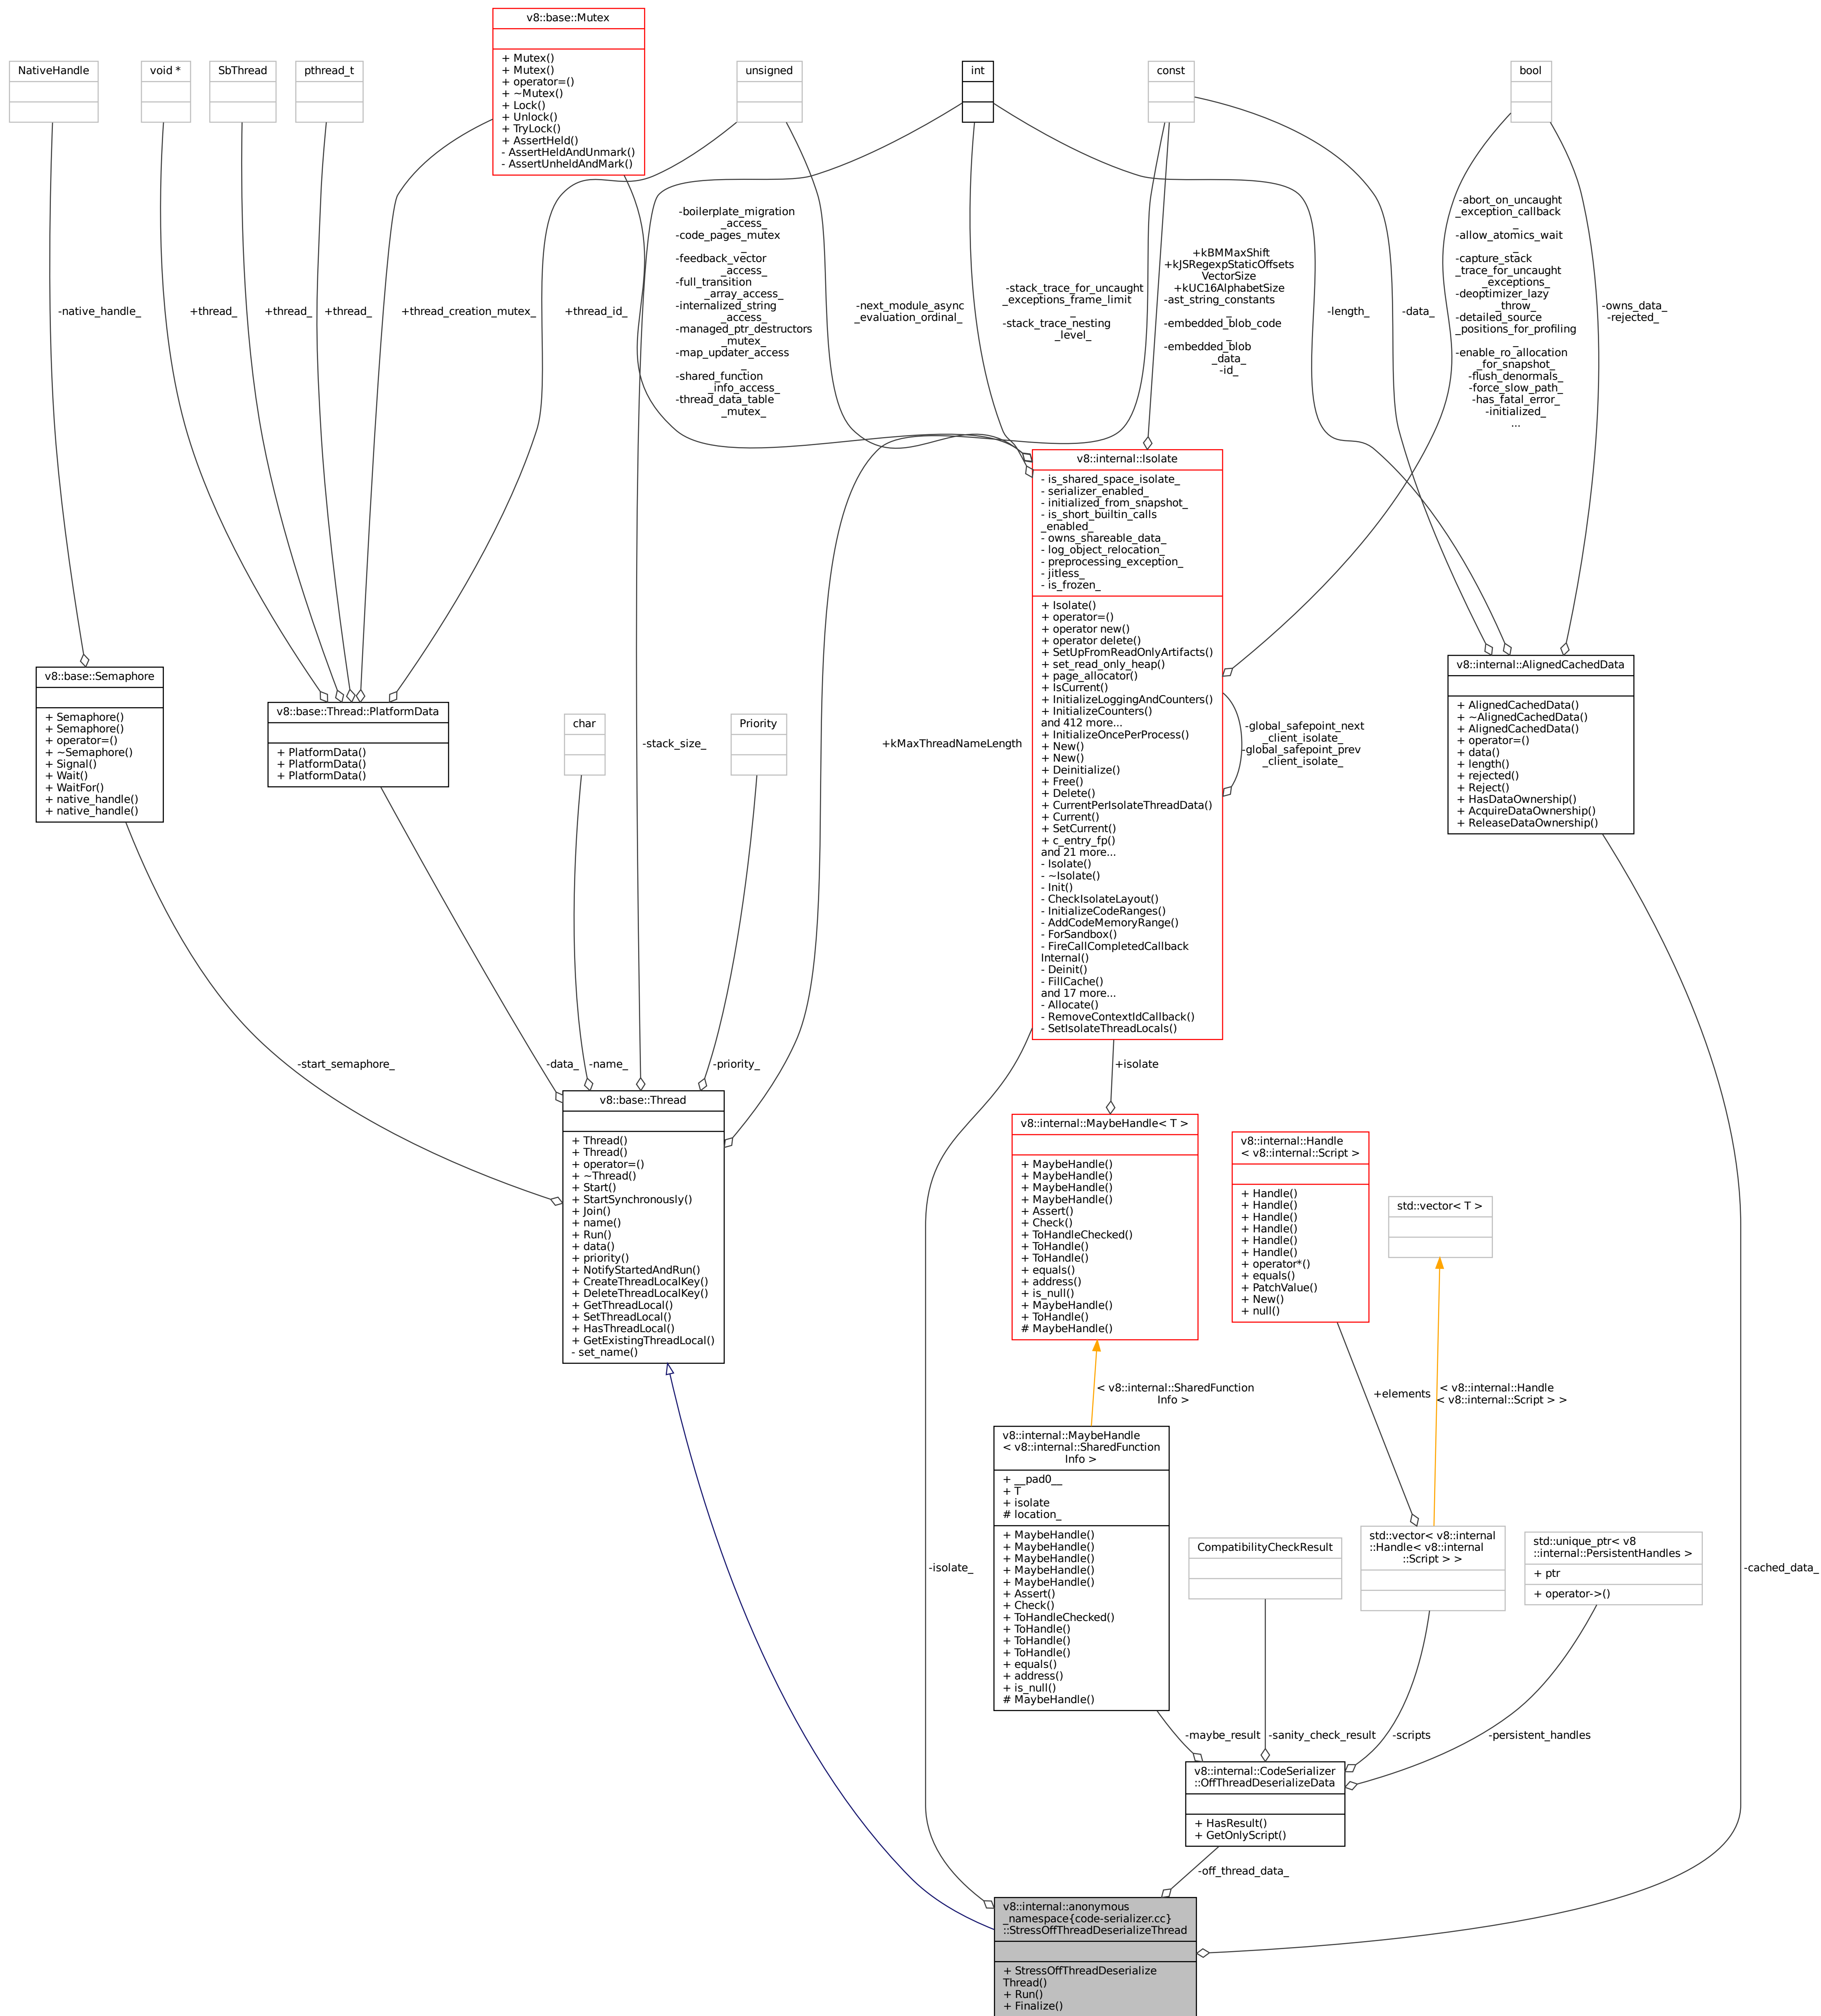 v8::base::Mutex
+ Mutex()
+ Mutex()
+ operator=()
+ ~Mutex()
+ Lock()
+ Unlock()
+ TryLock()
+ AssertHeld()
- AssertHeldAndUnmark()
- AssertUnheldAndMark()
NativeHandle
void *
SbThread
pthread_t
unsigned
int
const
bool
-native_handle_
+thread_
+thread_
+thread_
+thread_creation_mutex_
+thread_id_
-boilerplate_migration
_access_
-code_pages_mutex
_
-feedback_vector
_access_
-full_transition
_array_access_
-internalized_string
_access_
-managed_ptr_destructors
_mutex_
-map_updater_access
_
-shared_function
_info_access_
-thread_data_table
_mutex_
-next_module_async
_evaluation_ordinal_
-stack_trace_for_uncaught
_exceptions_frame_limit
_
-stack_trace_nesting
_level_
+kBMMaxShift
+kJSRegexpStaticOffsets
VectorSize
+kUC16AlphabetSize
-ast_string_constants
_
-embedded_blob_code
_
-embedded_blob
_data_
-id_
-length_
-data_
-abort_on_uncaught
_exception_callback
_
-allow_atomics_wait
_
-capture_stack
_trace_for_uncaught
_exceptions_
-deoptimizer_lazy
_throw_
-detailed_source
_positions_for_profiling
_
-enable_ro_allocation
_for_snapshot_
-flush_denormals_
-force_slow_path_
-has_fatal_error_
-initialized_
...
-owns_data_
-rejected_
v8::internal::Isolate
- is_shared_space_isolate_
- serializer_enabled_
- initialized_from_snapshot_
- is_short_builtin_calls
_enabled_
- owns_shareable_data_
- log_object_relocation_
- preprocessing_exception_
- jitless_
- is_frozen_
+ Isolate()
+ operator=()
+ operator new()
+ operator delete()
+ SetUpFromReadOnlyArtifacts()
+ set_read_only_heap()
+ page_allocator()
+ IsCurrent()
+ InitializeLoggingAndCounters()
+ InitializeCounters()
and 412 more...
+ InitializeOncePerProcess()
+ New()
+ New()
+ Deinitialize()
+ Free()
+ Delete()
+ CurrentPerIsolateThreadData()
+ Current()
+ SetCurrent()
+ c_entry_fp()
and 21 more...
- Isolate()
- ~Isolate()
- Init()
- CheckIsolateLayout()
- InitializeCodeRanges()
- AddCodeMemoryRange()
- ForSandbox()
- FireCallCompletedCallback
Internal()
- Deinit()
- FillCache()
and 17 more...
- Allocate()
- RemoveContextIdCallback()
- SetIsolateThreadLocals()
-global_safepoint_next
_client_isolate_
-global_safepoint_prev
_client_isolate_
v8::internal::AlignedCachedData
+ AlignedCachedData()
+ ~AlignedCachedData()
+ AlignedCachedData()
+ operator=()
+ data()
+ length()
+ rejected()
+ Reject()
+ HasDataOwnership()
+ AcquireDataOwnership()
+ ReleaseDataOwnership()
v8::base::Semaphore
+ Semaphore()
+ Semaphore()
+ operator=()
+ ~Semaphore()
+ Signal()
+ Wait()
+ WaitFor()
+ native_handle()
+ native_handle()
v8::base::Thread::PlatformData
+ PlatformData()
+ PlatformData()
+ PlatformData()
char
-stack_size_
Priority
+kMaxThreadNameLength
-start_semaphore_
-data_
-name_
-priority_
+isolate
v8::base::Thread
+ Thread()
+ Thread()
+ operator=()
+ ~Thread()
+ Start()
+ StartSynchronously()
+ Join()
+ name()
+ Run()
+ data()
+ priority()
+ NotifyStartedAndRun()
+ CreateThreadLocalKey()
+ DeleteThreadLocalKey()
+ GetThreadLocal()
+ SetThreadLocal()
+ HasThreadLocal()
+ GetExistingThreadLocal()
- set_name()
v8::internal::MaybeHandle< T >
+ MaybeHandle()
+ MaybeHandle()
+ MaybeHandle()
+ MaybeHandle()
+ Assert()
+ Check()
+ ToHandleChecked()
+ ToHandle()
+ ToHandle()
+ equals()
+ address()
+ is_null()
+ MaybeHandle()
+ ToHandle()
# MaybeHandle()
v8::internal::Handle
< v8::internal::Script >
+ Handle()
+ Handle()
+ Handle()
+ Handle()
+ Handle()
+ Handle()
+ operator*()
+ equals()
+ PatchValue()
+ New()
+ null()
std::vector< T >
< v8::internal::SharedFunction
Info >
+elements
< v8::internal::Handle
< v8::internal::Script > >
v8::internal::MaybeHandle
< v8::internal::SharedFunction
Info >
+ __pad0__
+ T
+ isolate
# location_
+ MaybeHandle()
+ MaybeHandle()
+ MaybeHandle()
+ MaybeHandle()
+ MaybeHandle()
+ Assert()
+ Check()
+ ToHandleChecked()
+ ToHandle()
+ ToHandle()
+ ToHandle()
+ equals()
+ address()
+ is_null()
# MaybeHandle()
CompatibilityCheckResult
std::vector< v8::internal
::Handle< v8::internal
::Script > >
std::unique_ptr< v8
::internal::PersistentHandles >
+ ptr
+ operator->()
-isolate_
-cached_data_
-maybe_result
-sanity_check_result
-scripts
-persistent_handles
v8::internal::CodeSerializer
::OffThreadDeserializeData
+ HasResult()
+ GetOnlyScript()
-off_thread_data_
v8::internal::anonymous
_namespace{code-serializer.cc}
::StressOffThreadDeserializeThread
+ StressOffThreadDeserialize
Thread()
+ Run()
+ Finalize()